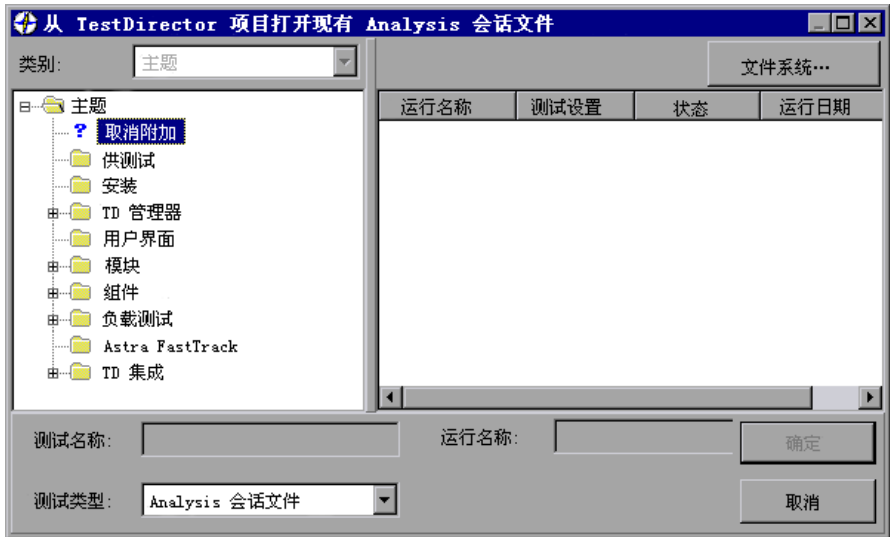 从 TestDirector 项目打开现有 Analysis 会话文件
类别: 主题
文件系统…
主题
? 取消附加
供测试
安装
TD 管理器
用户界面
模块
组件
负载测试
Astra FastTrack
TD 集成
运行名称 测试设置 状态 运行日期
测试名称: 运行名称: 确定
测试类型: Analysis 会话文件 取消